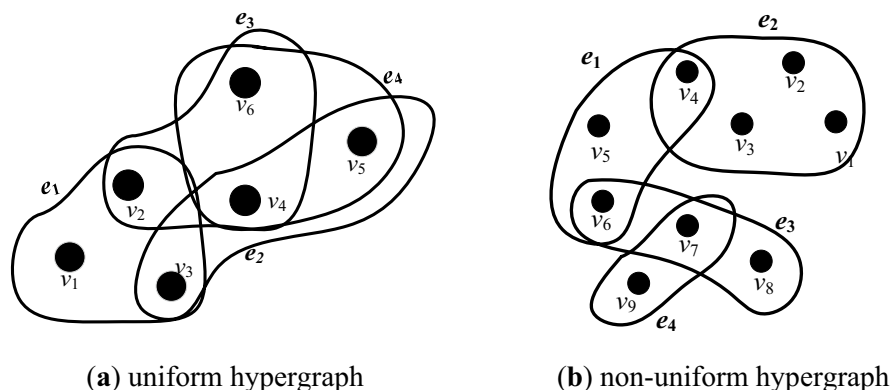 e3
e4
v6
v5
e1
v2
v4
v3
e2
v1
e2
e1
v4
v2
v5
v3
v1
v6
e3
v7
v8
v9
e4
(a) uniform hypergraph
(b) non-uniform hypergraph